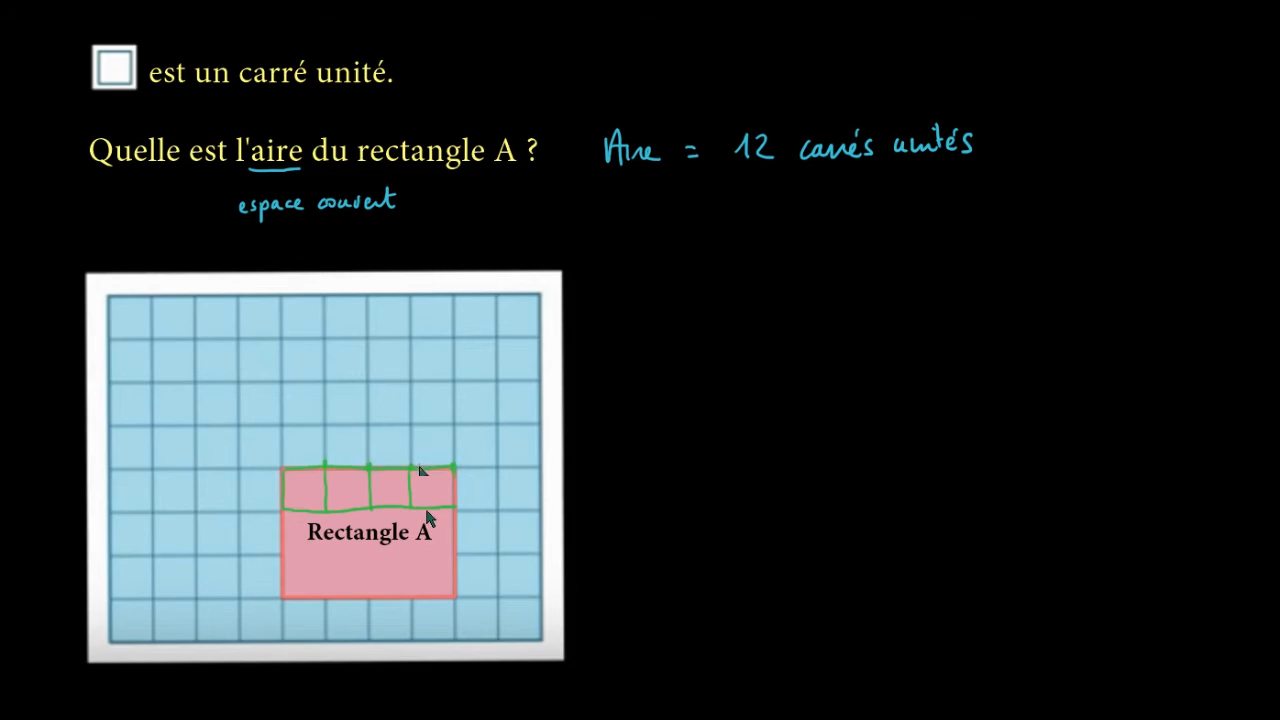 est un carré unité.
Quelle est l'aire du rectangle A ? Aire = 12 carrés unités
espace couvert
Rectangle A